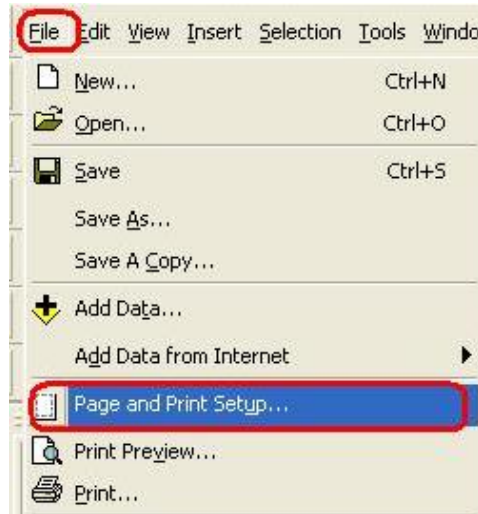 File Edit View Insert Selection Tools Windo
New... Ctrl+N
Open... Ctrl+O
Save Ctrl+S
Save As...
Save A Copy...
Add Data...
Add Data from Internet
Page and Print Setup...
Print Preview...
Print...